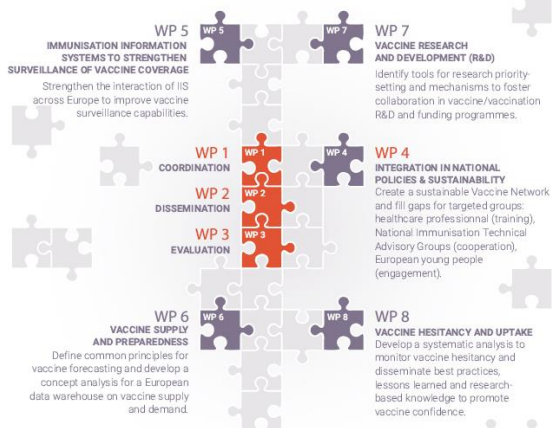 WP 5
IMMUNISATION INFORMATION
SYSTEMS TO STRENGTHEN
SURVEILLANCE OF VACCINE COVERAGE
Strengthen the interaction of IIS
across Europe to improve vaccine
surveillance capabilities.
WP 5
WP 7
WP 7
VACCINE RESEARCH
AND DEVELOPMENT (R&D)
Identify tools for research priority-
setting and mechanisms to foster
collaboration in vaccine/vaccination
R&D and funding programmes.
WP 1
COORDINATION
WP 1
WP 2
DISSEMINATION
WP 2
WP 3
EVALUATION
WP 3
WP 4
WP 4
INTEGRATION IN NATIONAL
POLICIES & SUSTAINABILITY
Create a sustainable Vaccine Network
and fill gaps for targeted groups:
healthcare professionnal (training),
National Immunisation Technical
Advisory Groups (cooperation),
European young people
(engagement).
WP 6
VACCINE SUPPLY
AND PREPAREDNESS
Define common principles for
vaccine forecasting and develop a
concept analysis for a European
data warehouse on vaccine supply
and demand.
WP 6
WP 8
WP 8
VACCINE HESITANCY AND UPTAKE
Develop a systematic analysis to
monitor vaccine hesitancy and
disseminate best practices,
lessons learned and research-
based knowledge to promote
vaccine confidence.